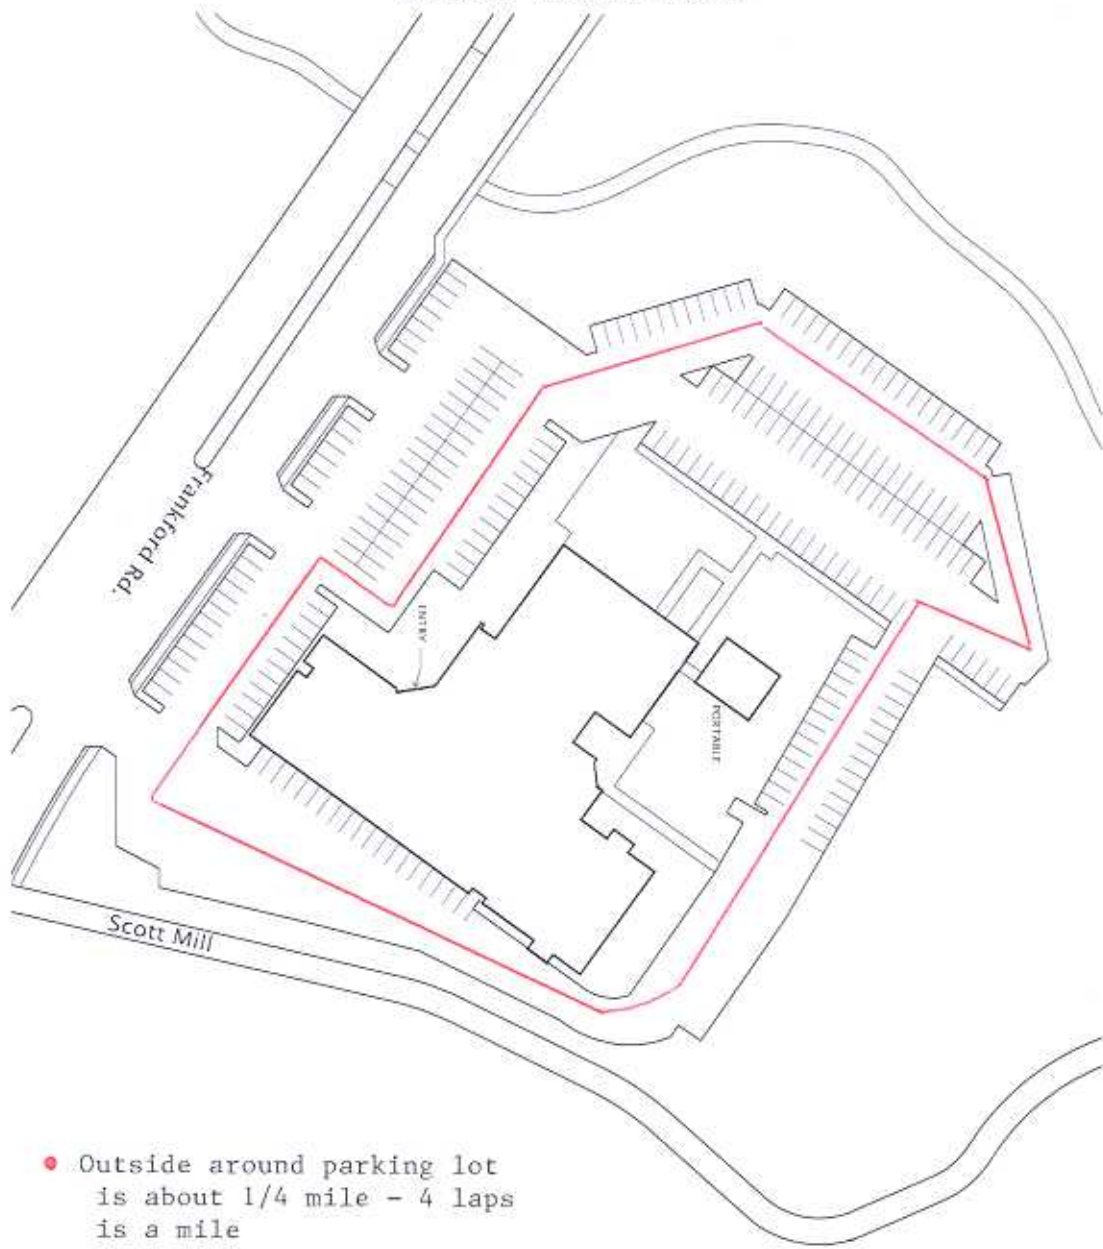 Frankford Rd.
ENTRY
PORTABLE
Scott Mill
Outside around parking lot
is about 1/4 mile - 4 laps
is a mile